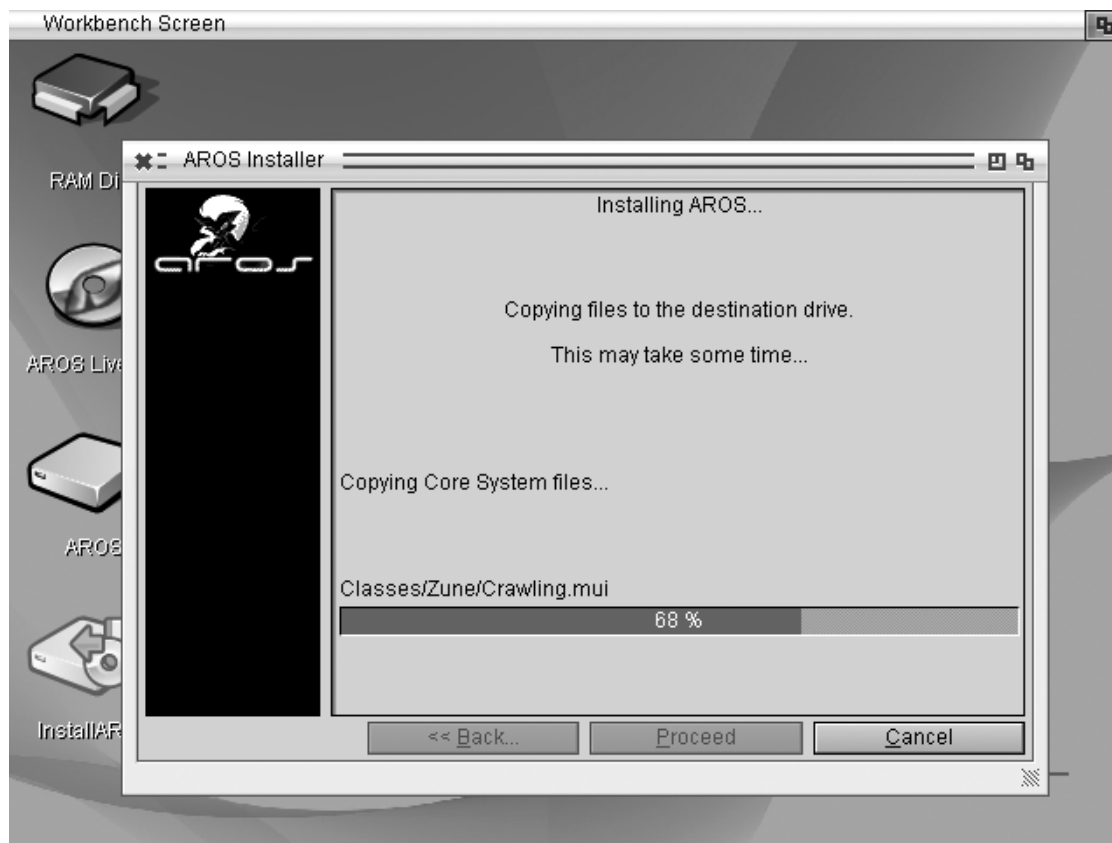 Workbench Screen
RAM Di
AROS Installer
aros
Installing AROS...
Copying files to the destination drive.
This may take some time...
AROS Live
Copying Core System files...
AROS
Classes/Zune/Crawling.mui
68 %
InstallAR
<< Back...
Proceed
Cancel